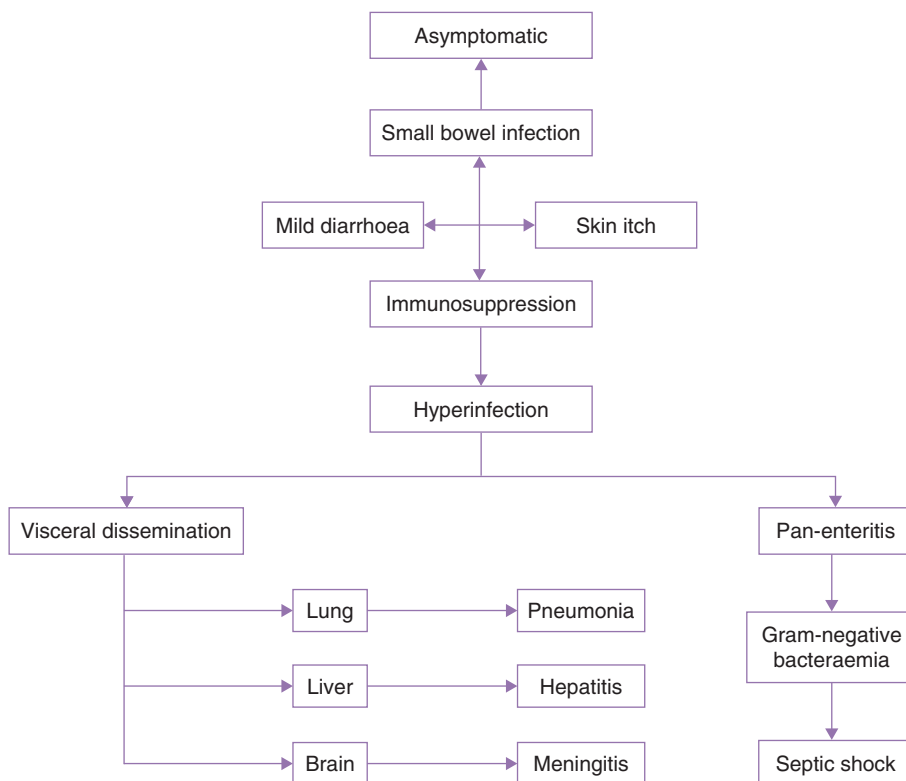 Asymptomatic
Small bowel infection
Mild diarrhoea
Skin itch
Immunosuppression
Hyperinfection
Visceral dissemination
Pan-enteritis
Lung
Pneumonia
Gram-negative
bacteraemia
Liver
Hepatitis
Brain
Meningitis
Septic shock